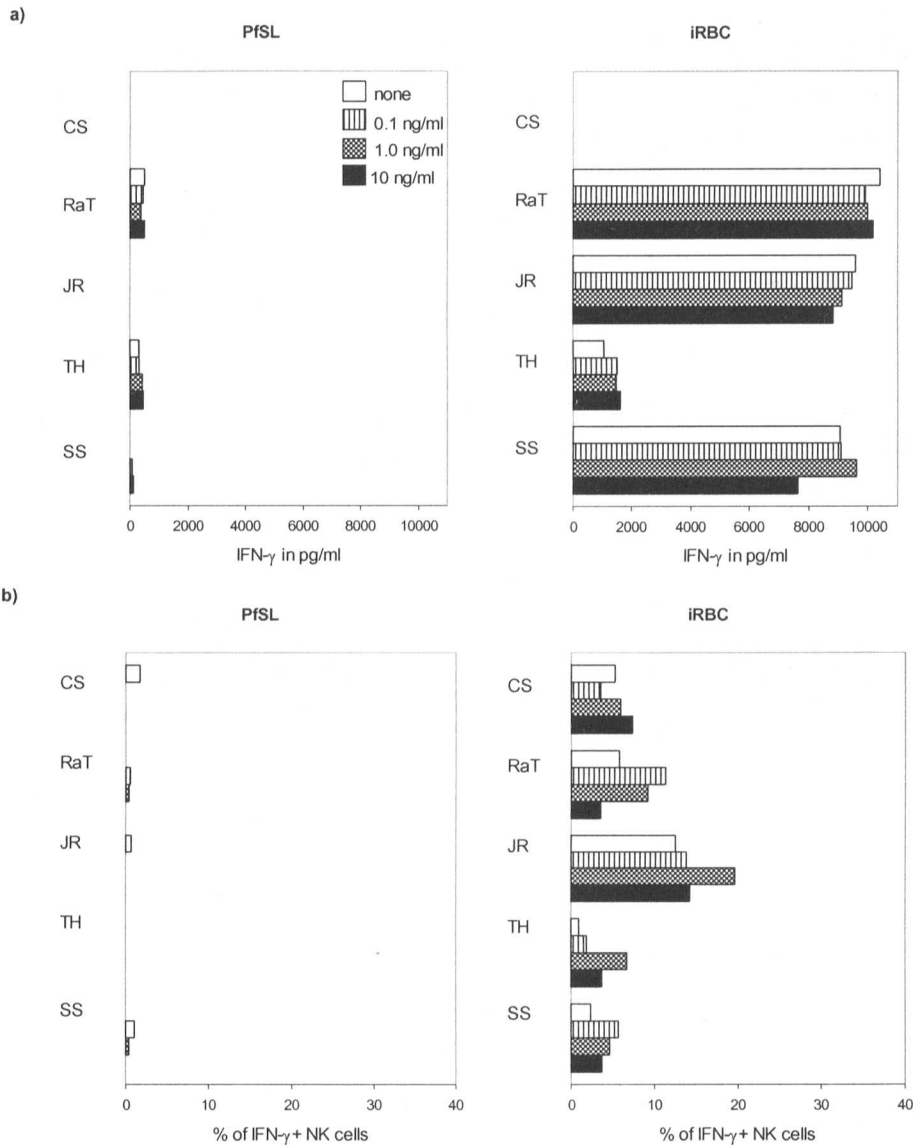 a)
PfSL
iRBC
none
0.1 ng/ml
1.0 ng/ml
10 ng/ml
CS
RaT
JR
TH
SS
0 2000 4000 6000 8000 10000
IFN-γ in pg/ml
CS
RaT
JR
TH
SS
0 2000 4000 6000 8000 10000
IFN-γ in pg/ml
b)
PfSL
iRBC
CS
RaT
JR
TH
SS
0 10 20 30 40
% of IFN-γ+ NK cells
CS
RaT
JR
TH
SS
0 10 20 30 40
% of IFN-γ+ NK cells